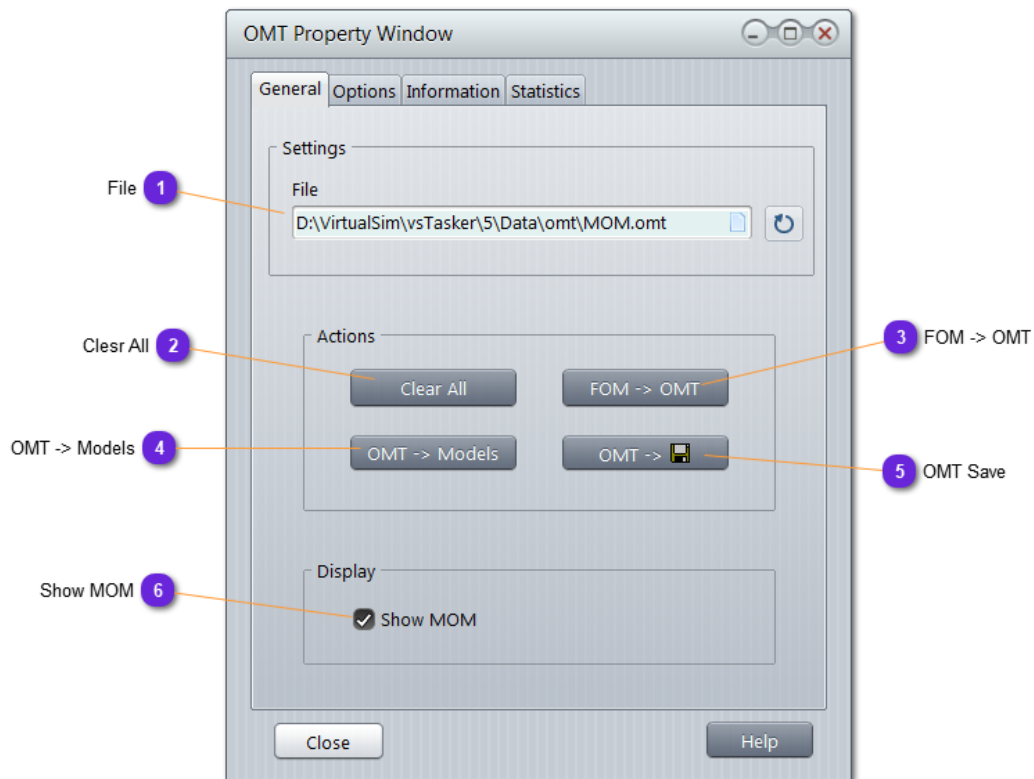 OMT Property Window
General Options Information Statistics
Settings
File 1
File
D:\VirtualSim\vsTasker\5\Data\omt\MOM.omt
Actions
Clesr All 2
3 FOM -> OMT
Clear All
FOM -> OMT
OMT -> Models 4
OMT -> Models
OMT ->
5 OMT Save
Display
Show MOM 6
Show MOM
Close
Help